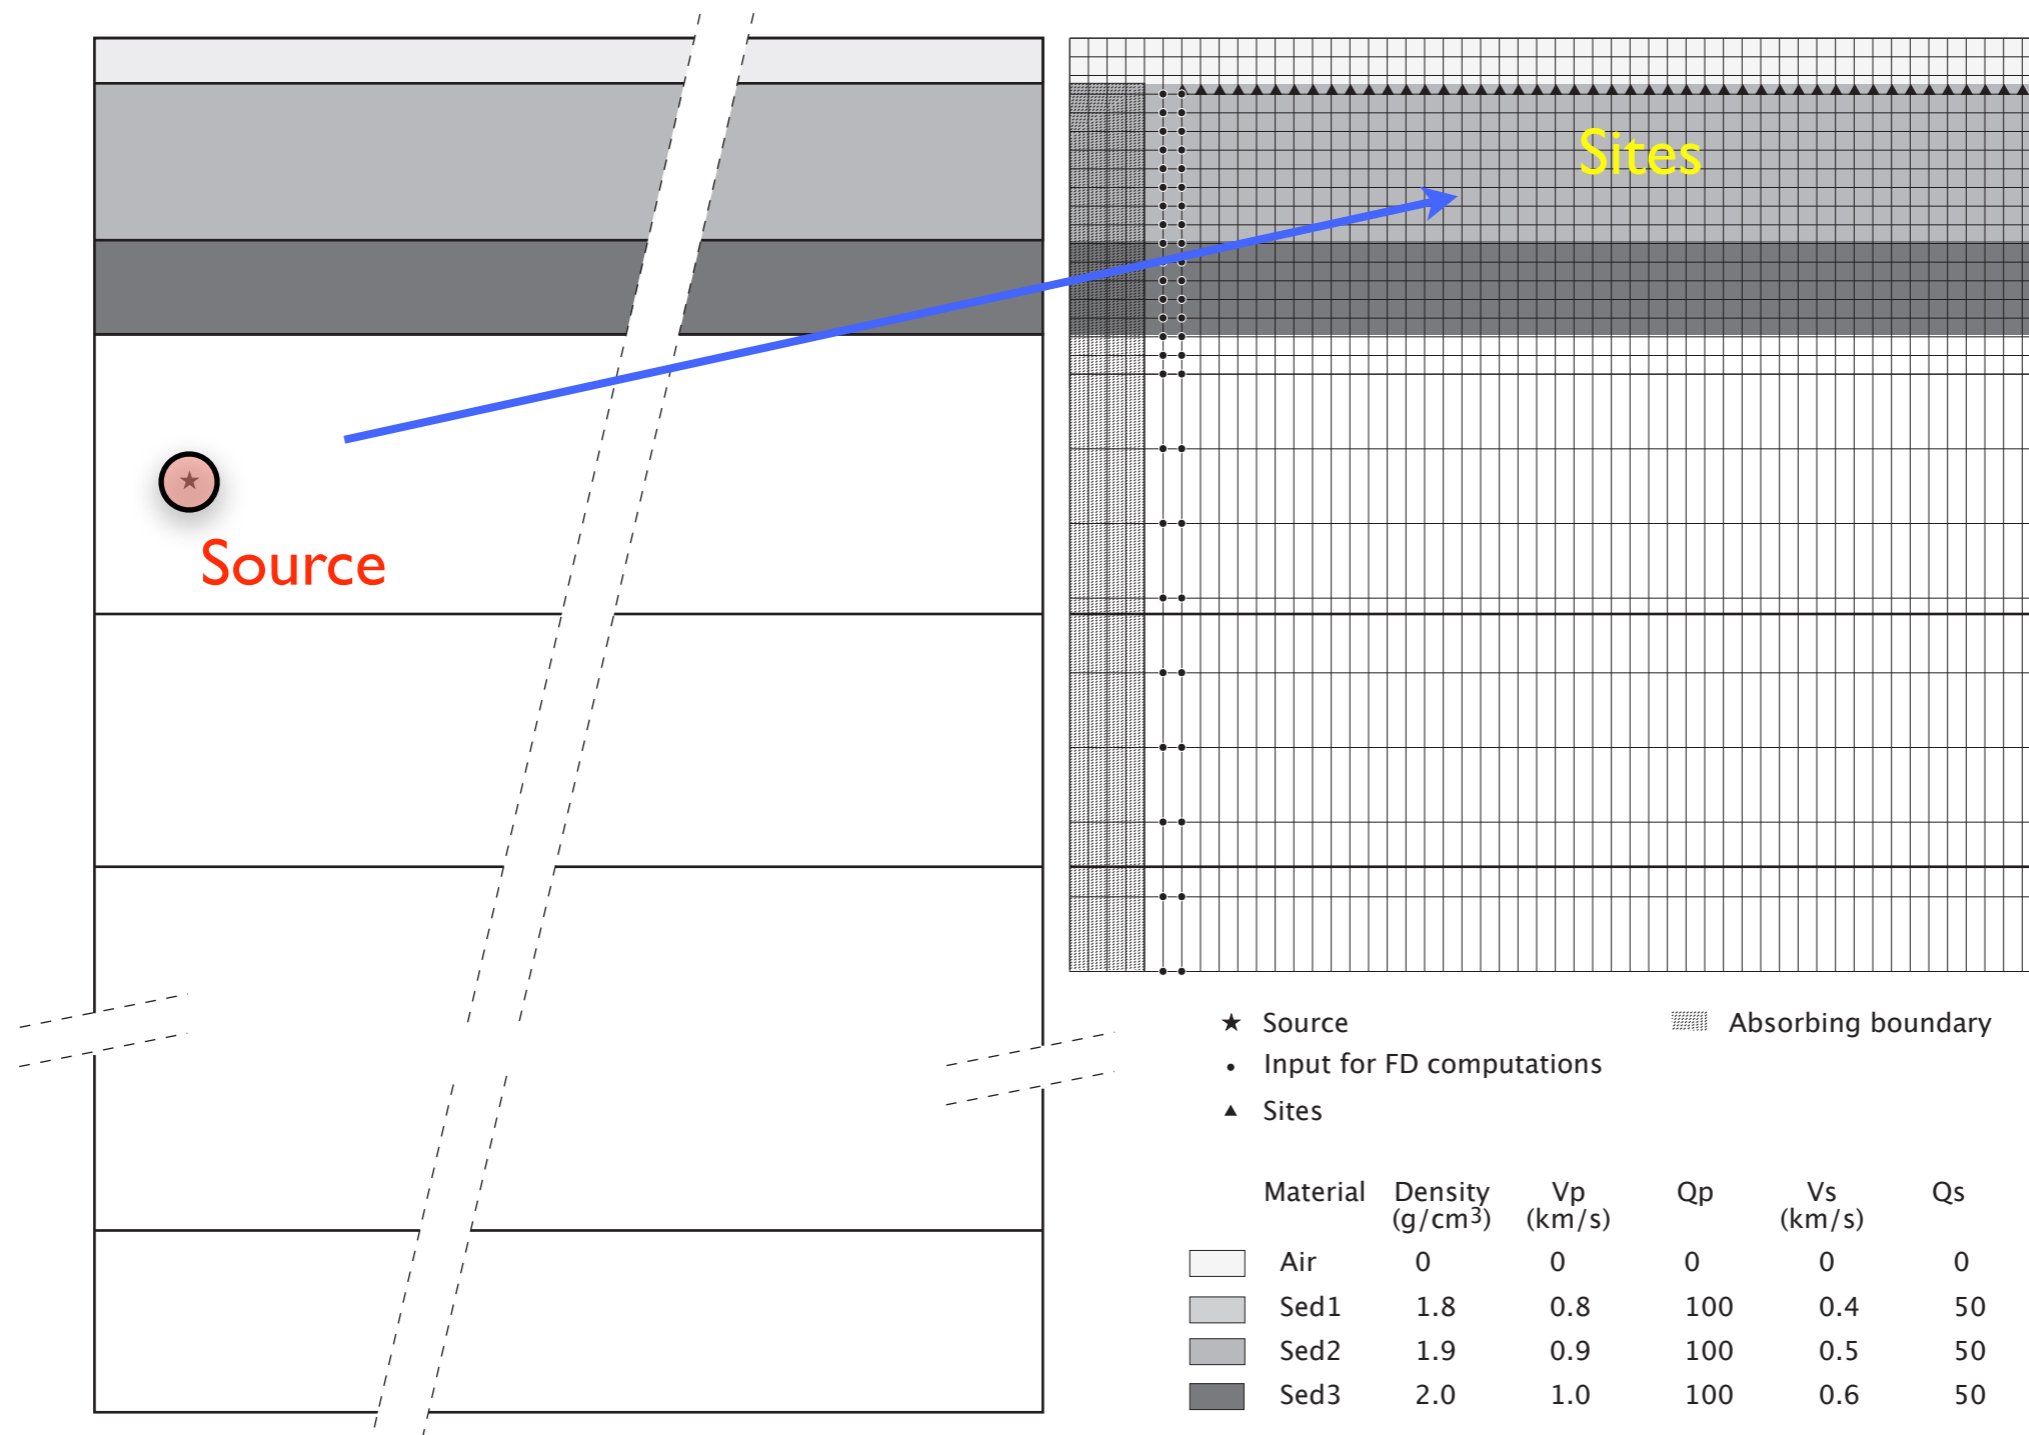 Sites
Source
★ Source
Absorbing boundary
• Input for FD computations
▲ Sites
Material Density Vp Qp Vs Qs
(g/cm³) (km/s) (km/s)
Air 0 0 0 0 0
Sed1 1.8 0.8 100 0.4 50
Sed2 1.9 0.9 100 0.5 50
Sed3 2.0 1.0 100 0.6 50